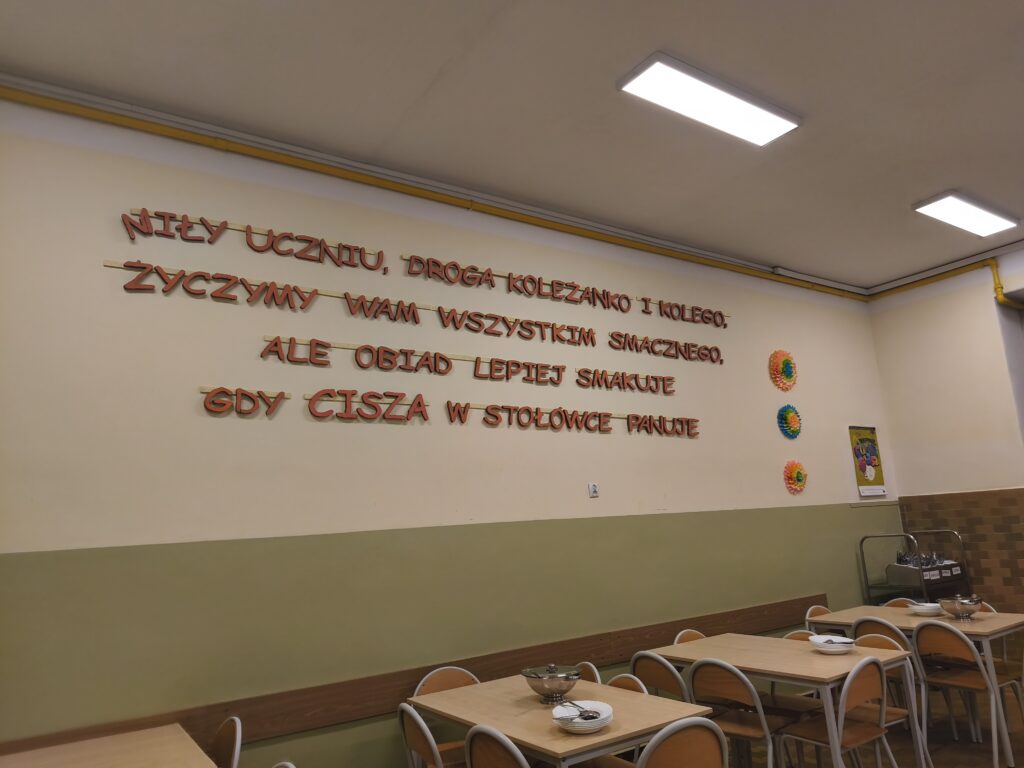 MIŁY UCZNIU, DROGA KOLEŻANKO I KOLEGO,
ŻYCZYMY WAM WSZYSTKIM SMACZNEGO,
ALE OBIAD LEPIEJ SMAKUJE
GDY CISZA W STOŁÓWCE PANUJE